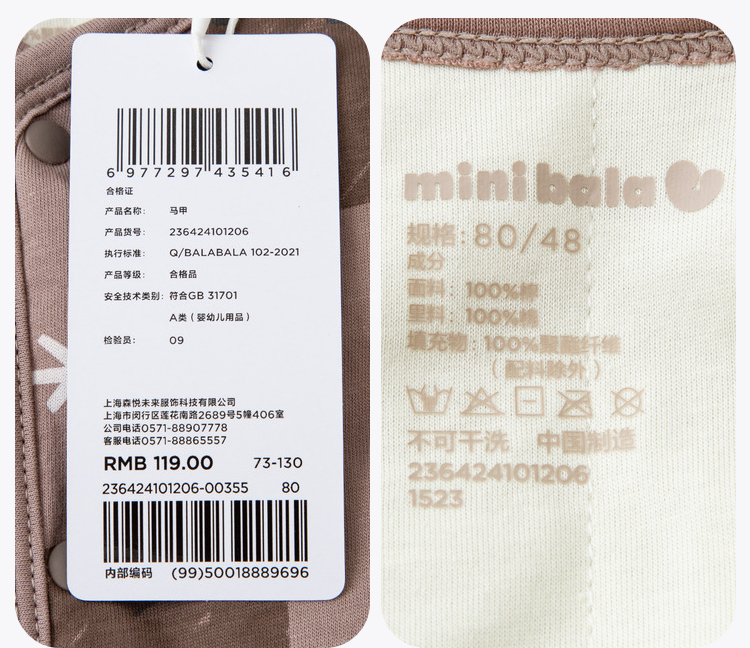 6 977297 435416
合格证
产品名称： 马甲
产品货号： 236424101206
执行标准： Q/BALABALA 102-2021
产品等级： 合格品
安全技术类别：符合GB 31701
A类（婴幼儿用品）
检验员： 09
上海森悦未来服饰科技有限公司
上海市闵行区莲花南路2689号5幢406室
公司电话0571-88907778
客服电话0571-88865557
RMB 119.00 73-130
236424101206-00355 80
内部编码 (99)50018889696
mini bala
规格：80/48
成分
面料：100%棉
里料：100%棉
填充物：100%聚酯纤维
（配料除外）
不可干洗 中国制造
236424101206
1523